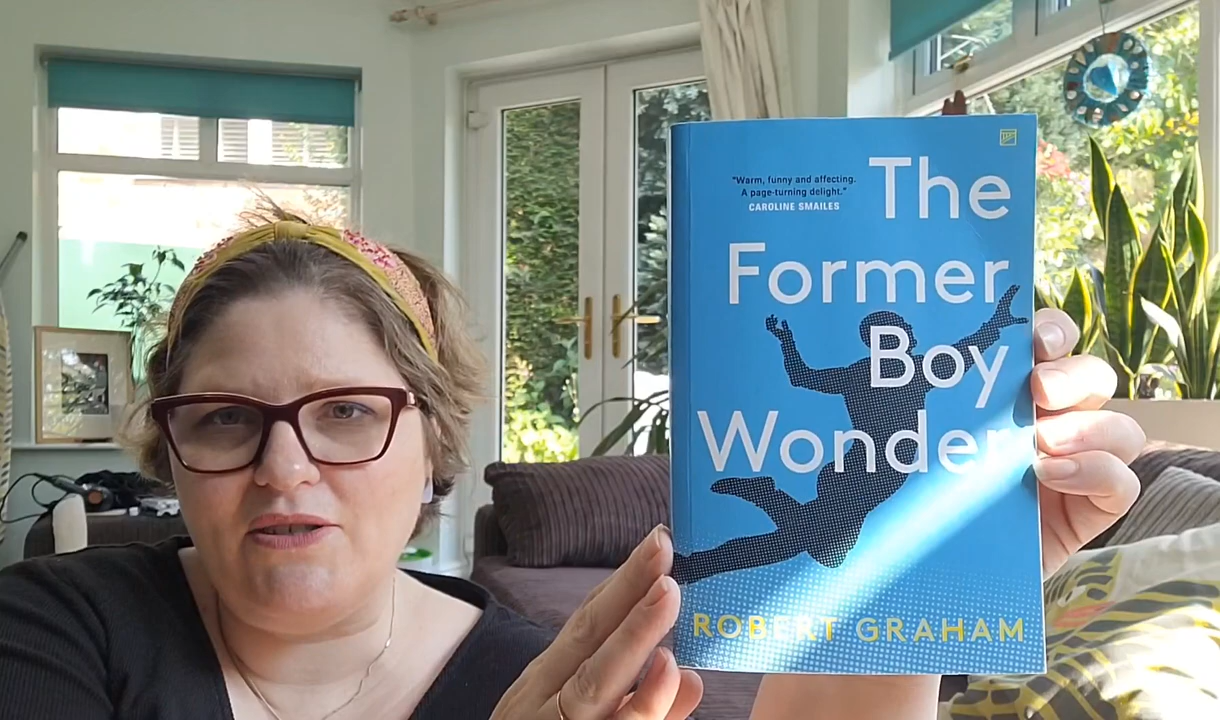 "Warm, funny and affecting.
A page-turning delight."
CAROLINE SMAILES
The
Former
Boy
Wonder
ROBERT GRAHAM